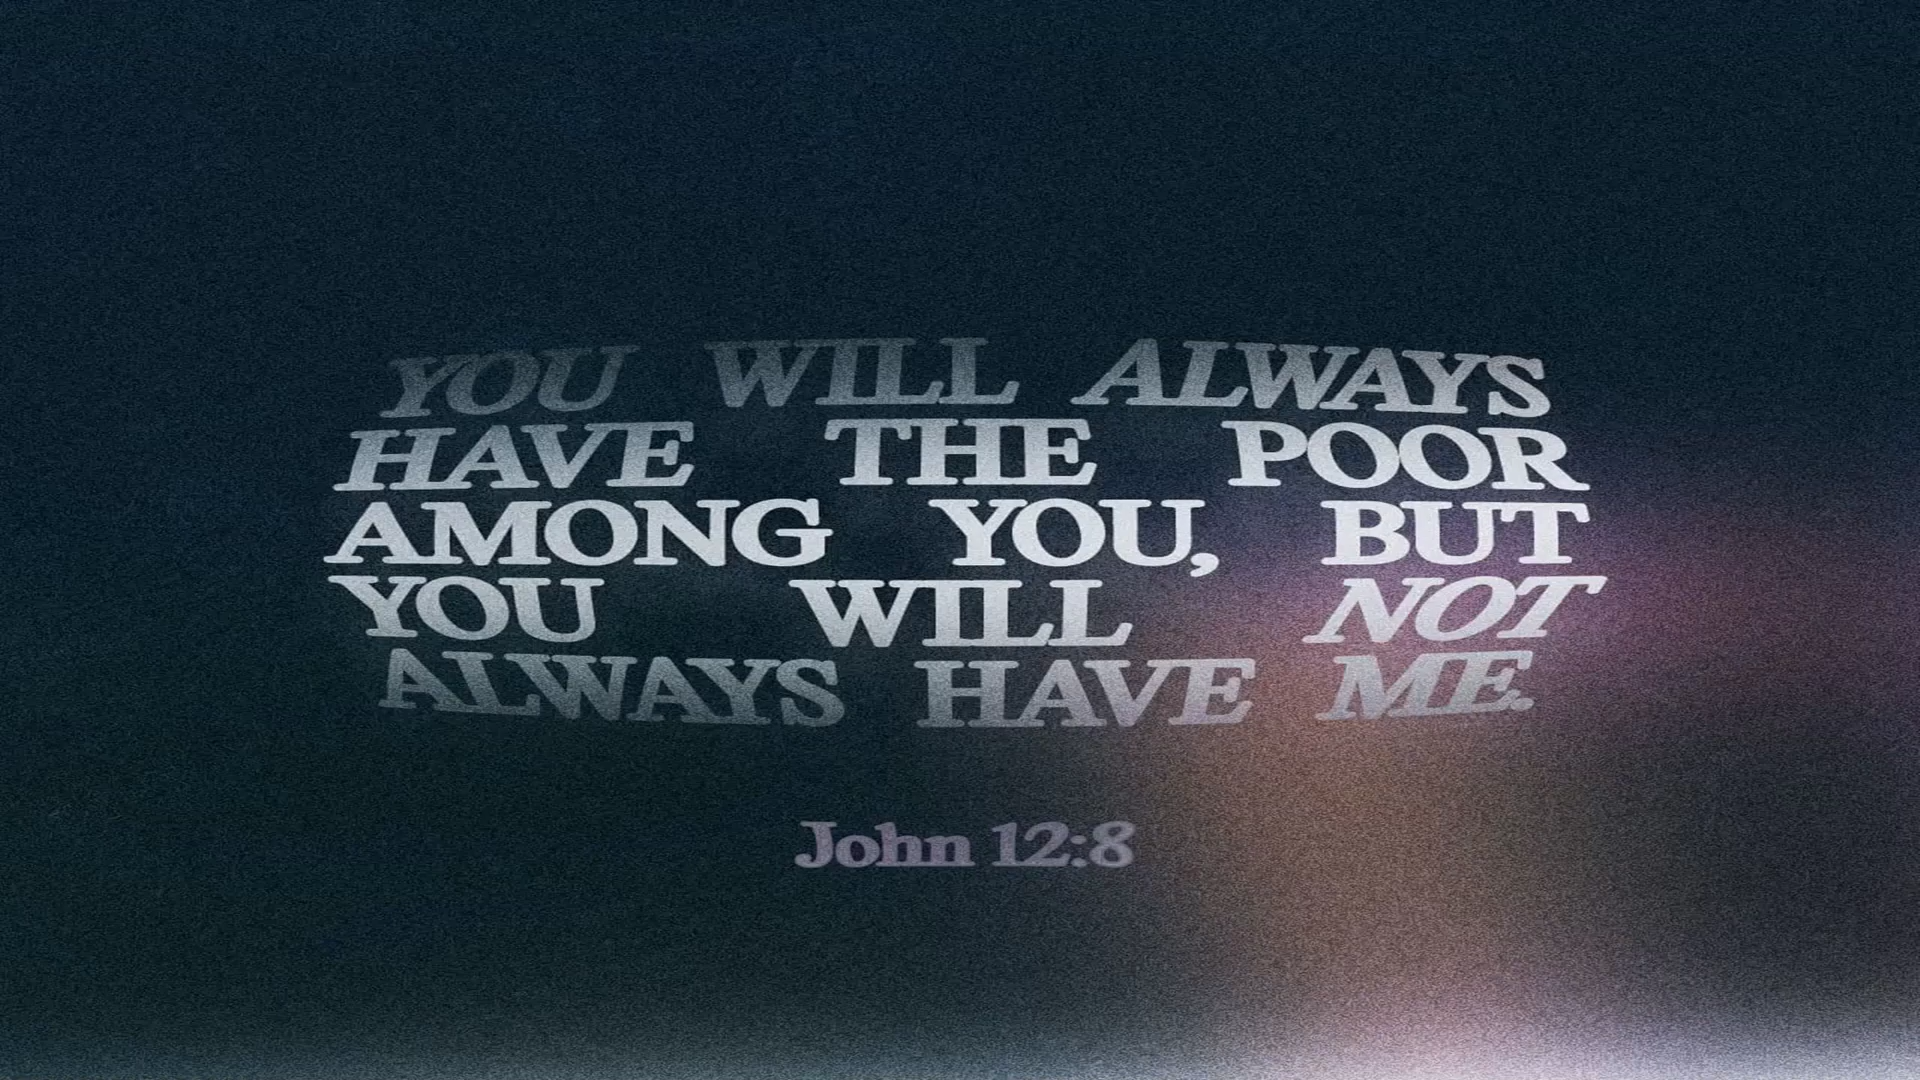 YOU WILL ALWAYS
HAVE THE POOR
AMONG YOU, BUT
YOU WILL NOT
ALWAYS HAVE ME.
John 12:8